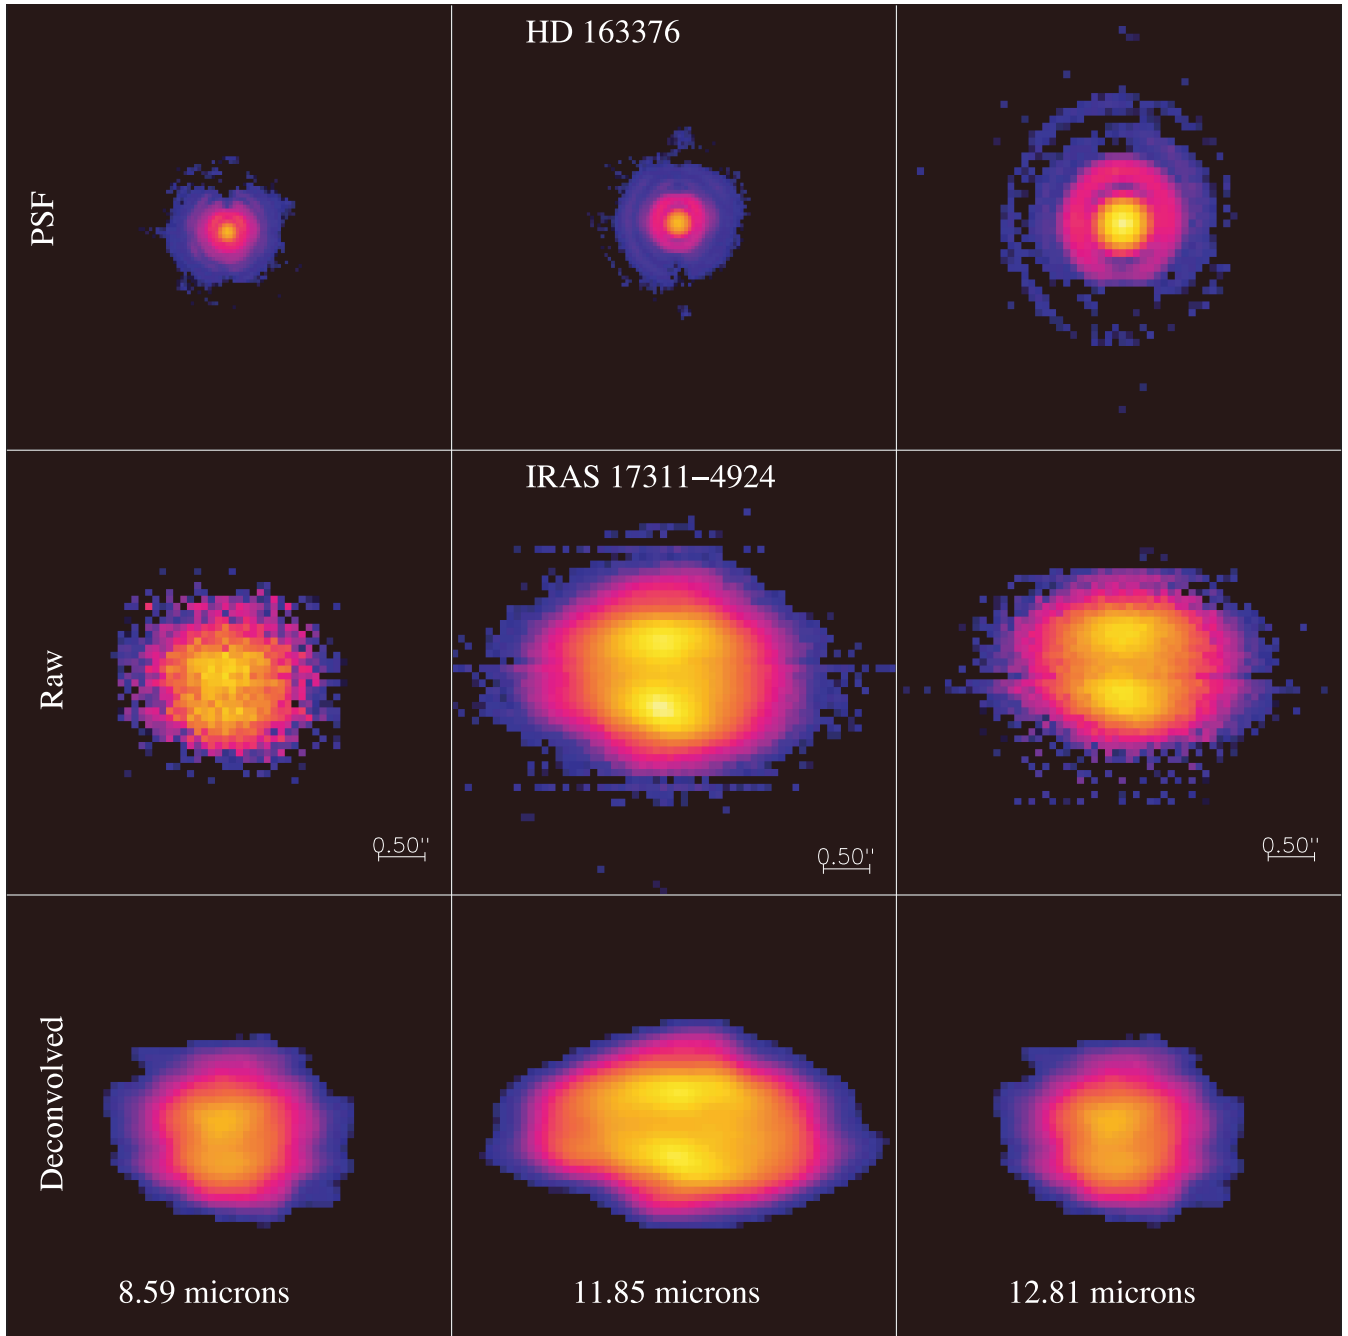 HD 163376
PSF
IRAS 17311−4924
Raw
0.50''
0.50''
0.50''
Deconvolved
8.59 microns
11.85 microns
12.81 microns